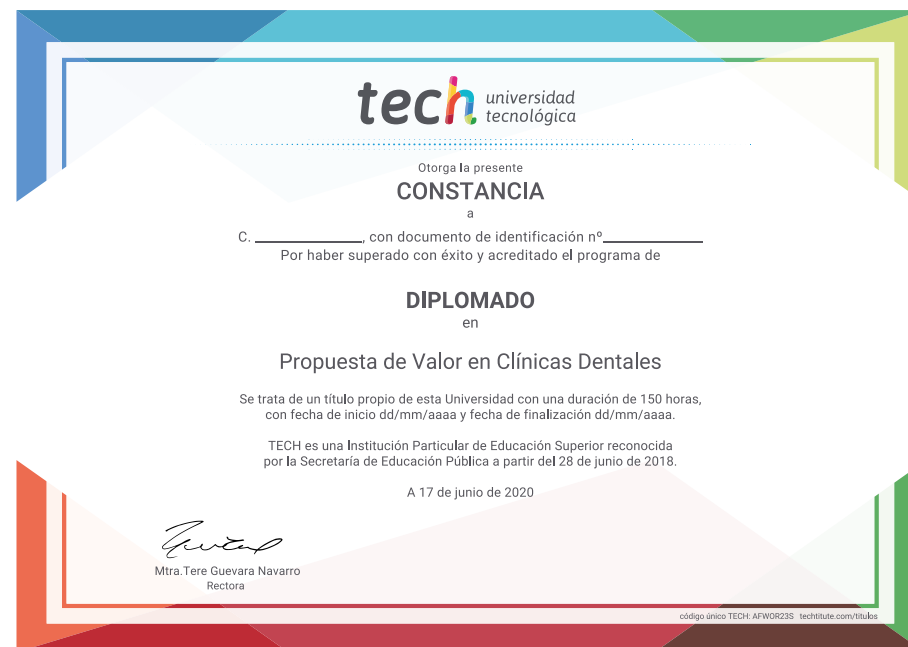 tech universidad
tecnológica
Otorga la presente
CONSTANCIA
a
C. ____________, con documento de identificación nº____________
Por haber superado con éxito y acreditado el programa de
DIPLOMADO
en
Propuesta de Valor en Clínicas Dentales
Se trata de un título propio de esta Universidad con una duración de 150 horas,
con fecha de inicio dd/mm/aaaa y fecha de finalización dd/mm/aaaa.
TECH es una Institución Particular de Educación Superior reconocida
por la Secretaría de Educación Pública a partir del 28 de junio de 2018.
A 17 de junio de 2020
Mtra.Tere Guevara Navarro
Rectora
código único TECH: AFWOR23S techtitute.com/titulos